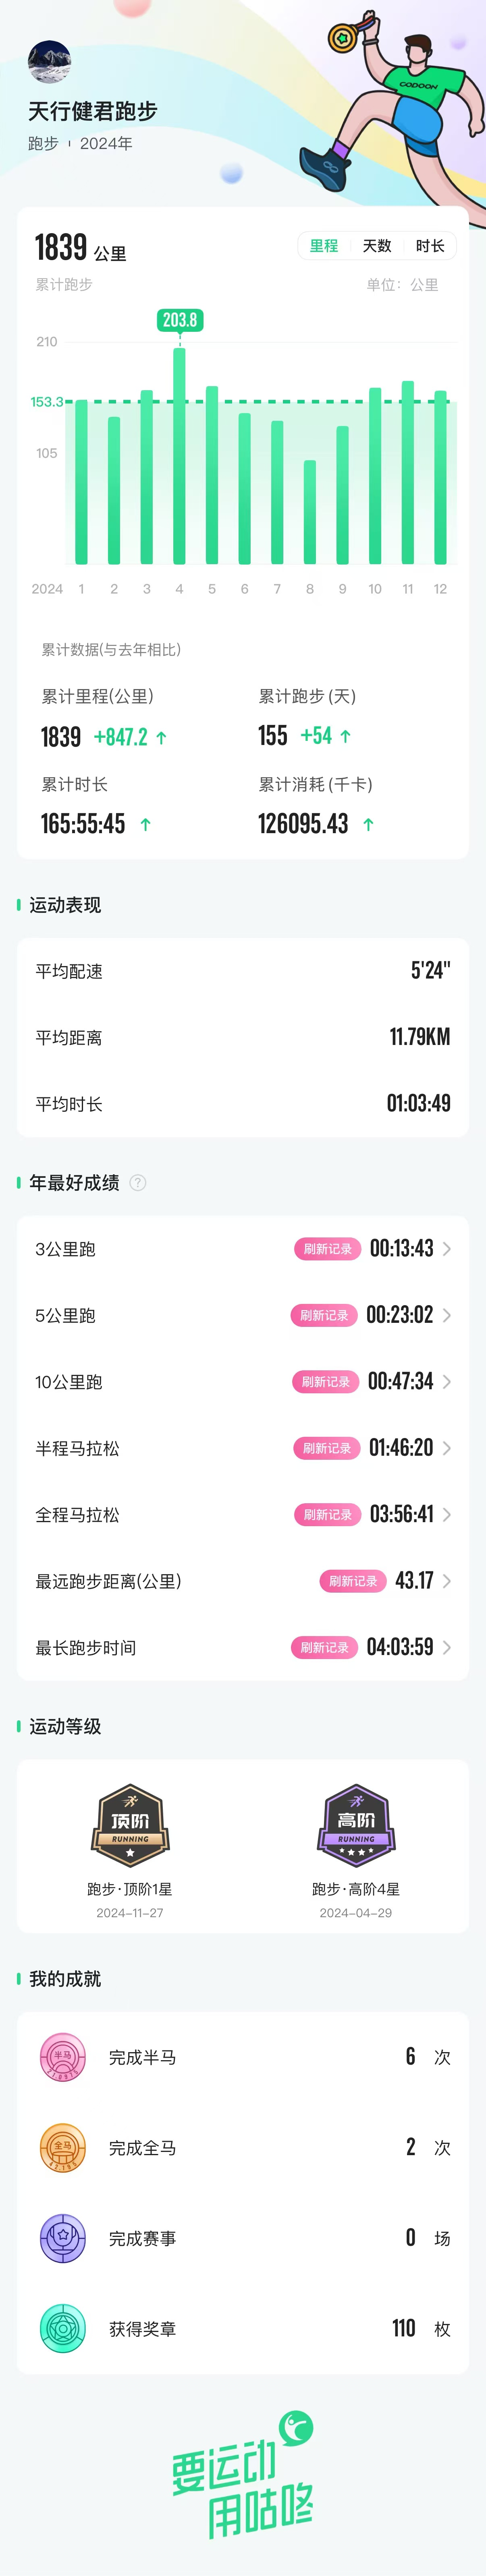 CODOON
天行健君跑步
跑步 | 2024年
1839 公里
里程 天数 时长
累计跑步 单位：公里
203.8
210
153.3
105
2024 1 2 3 4 5 6 7 8 9 10 11 12
累计数据(与去年相比)
累计里程(公里) 累计跑步(天)
1839 +847.2 ↑ 155 +54 ↑
累计时长 累计消耗(千卡)
165:55:45 ↑ 126095.43 ↑
运动表现
平均配速 5'24"
平均距离 11.79KM
平均时长 01:03:49
年最好成绩 ?
3公里跑 刷新记录 00:13:43
5公里跑 刷新记录 00:23:02
10公里跑 刷新记录 00:47:34
半程马拉松 刷新记录 01:46:20
全程马拉松 刷新记录 03:56:41
最远跑步距离(公里) 刷新记录 43.17
最长跑步时间 刷新记录 04:03:59
运动等级
顶阶 高阶
RUNNING RUNNING
跑步·顶阶1星 跑步·高阶4星
2024-11-27 2024-04-29
我的成就
半马
完成半马 6 次
全马
完成全马 2 次
完成赛事 0 场
获得奖章 110 枚
要运动
用咕咚